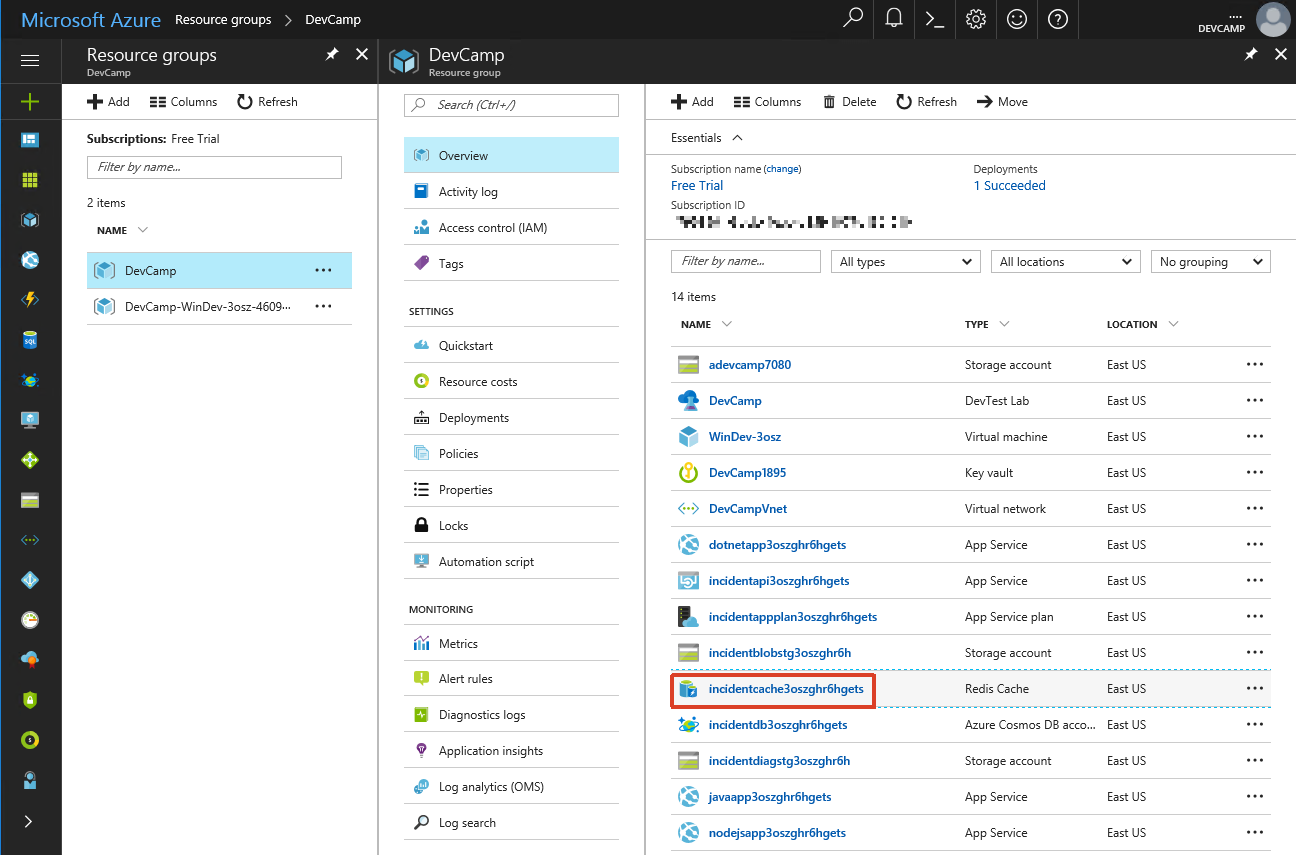 Microsoft Azure Resource groups > DevCamp
.... DEVCAMP
Resource groups
DevCamp
Add Columns Refresh
Subscriptions: Free Trial
Filter by name...
2 items
NAME
DevCamp ...
DevCamp-WinDev-3osz-4609··· ...
DevCamp
Resource group
Search (Ctrl+/)
Overview
Activity log
Access control (IAM)
Tags
SETTINGS
Quickstart
Resource costs
Deployments
Policies
Properties
Locks
Automation script
MONITORING
Metrics
Alert rules
Diagnostics logs
Application insights
Log analytics (OMS)
Log search
Add Columns Delete Refresh Move
Essentials
Subscription name (change)
Free Trial
Deployments
1 Succeeded
Subscription ID
Filter by name... All types All locations No grouping
14 items
NAME TYPE LOCATION
adevcamp7080 Storage account East US ...
DevCamp DevTest Lab East US ...
WinDev-3osz Virtual machine East US ...
DevCamp1895 Key vault East US ...
DevCampVnet Virtual network East US ...
dotnetapp3oszghr6hgets App Service East US ...
incidentapi3oszghr6hgets App Service East US ...
incidentappplan3oszghr6hgets App Service plan East US ...
incidentblobstg3oszghr6h Storage account East US ...
incidentcache3oszghr6hgets Redis Cache East US ...
incidentdb3oszghr6hgets Azure Cosmos DB acco... East US ...
incidentdiagstg3oszghr6h Storage account East US ...
javaapp3oszghr6hgets App Service East US ...
nodejsapp3oszghr6hgets App Service East US ...